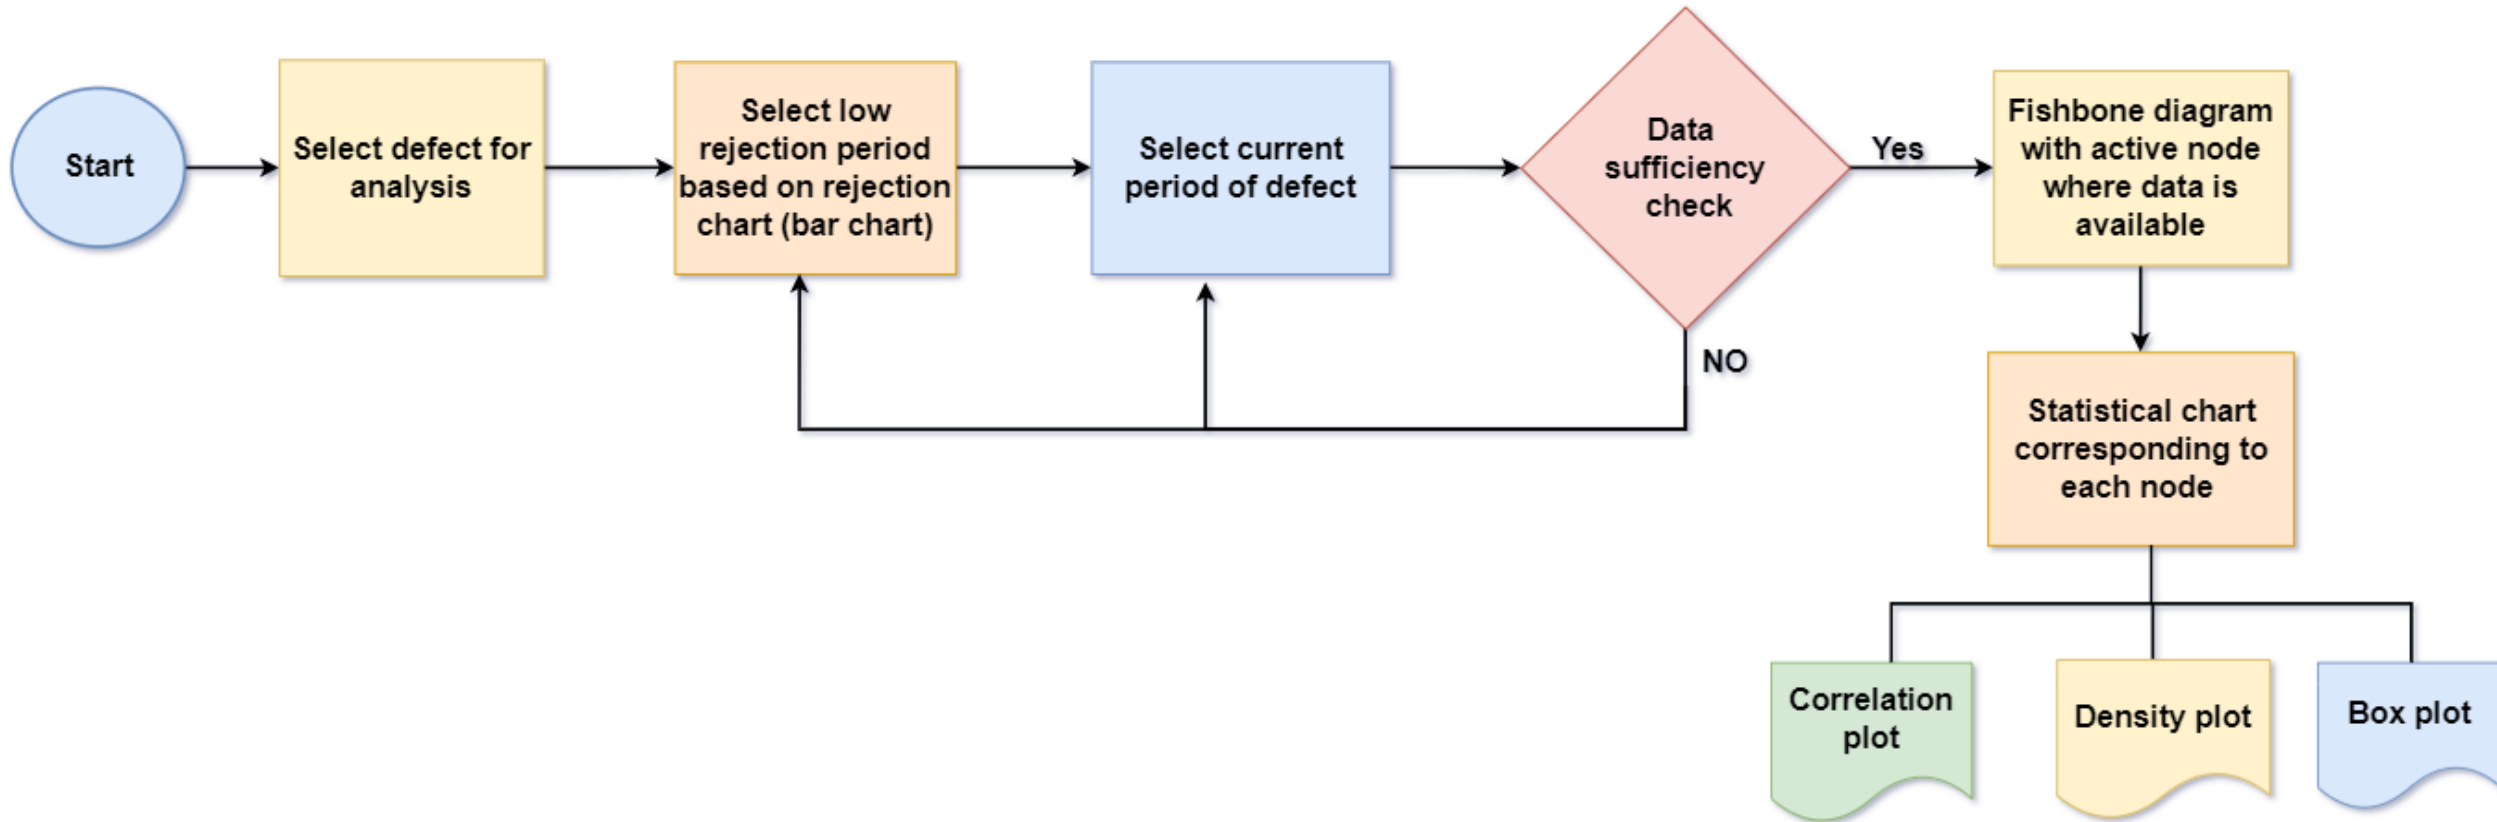 Start
Select defect for
analysis
Select low
rejection period
based on rejection
chart (bar chart)
Select current
period of defect
Data
sufficiency
check
Yes
NO
Fishbone diagram
with active node
where data is
available
Statistical chart
corresponding to
each node
Correlation
plot
Density plot
Box plot